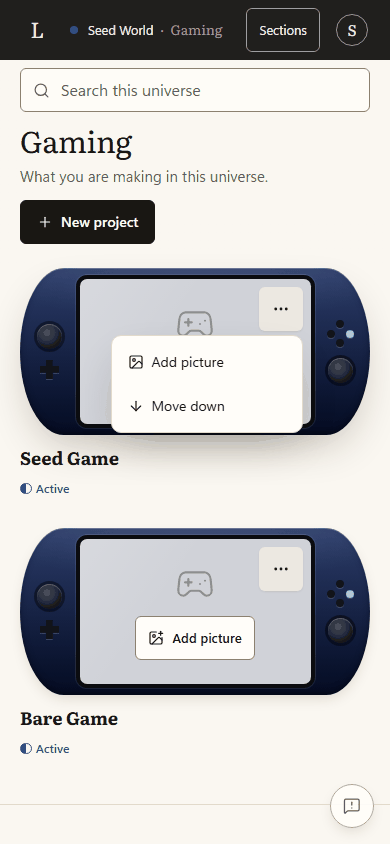 L
Seed World · Gaming
Sections
S
Search this universe
Gaming
What you are making in this universe.
New project
Add picture
Move down
Seed Game
Active
Add picture
Bare Game
Active